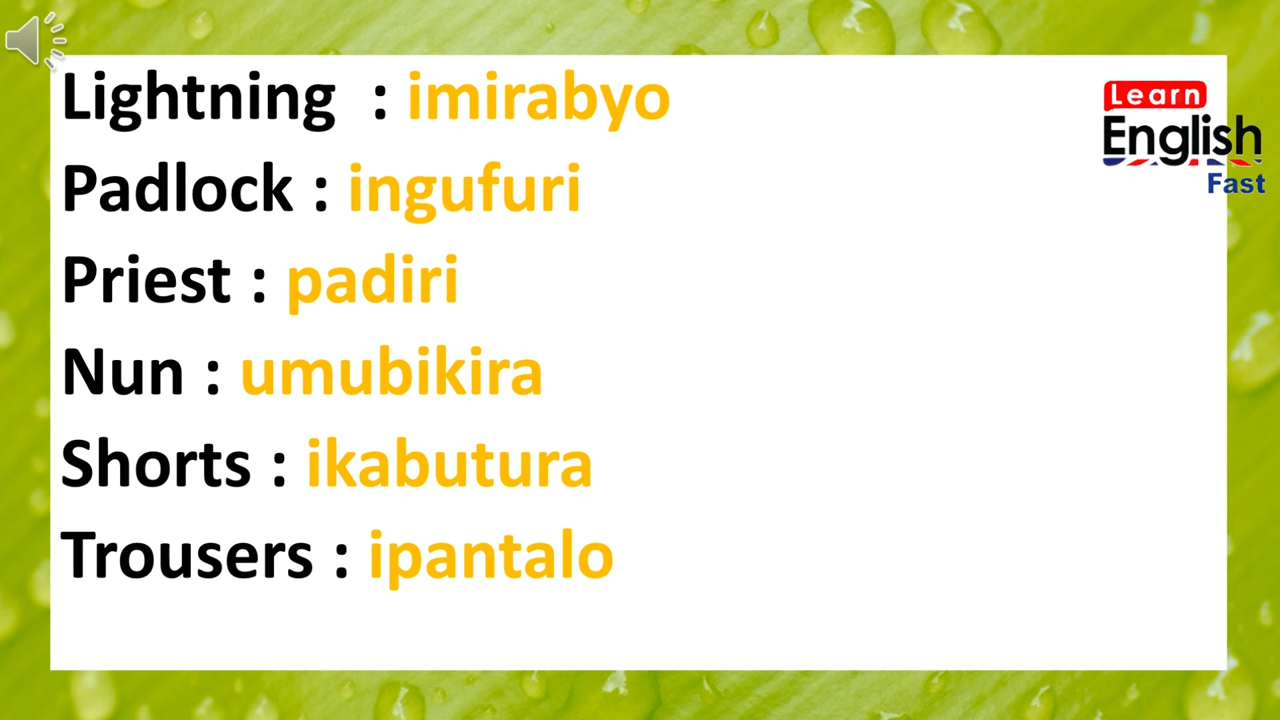 Lightning : imirabyo
Padlock : ingufuri
Priest : padiri
Nun : umubikira
Shorts : ikabutura
Trousers : ipantalo
Learn
English
Fast